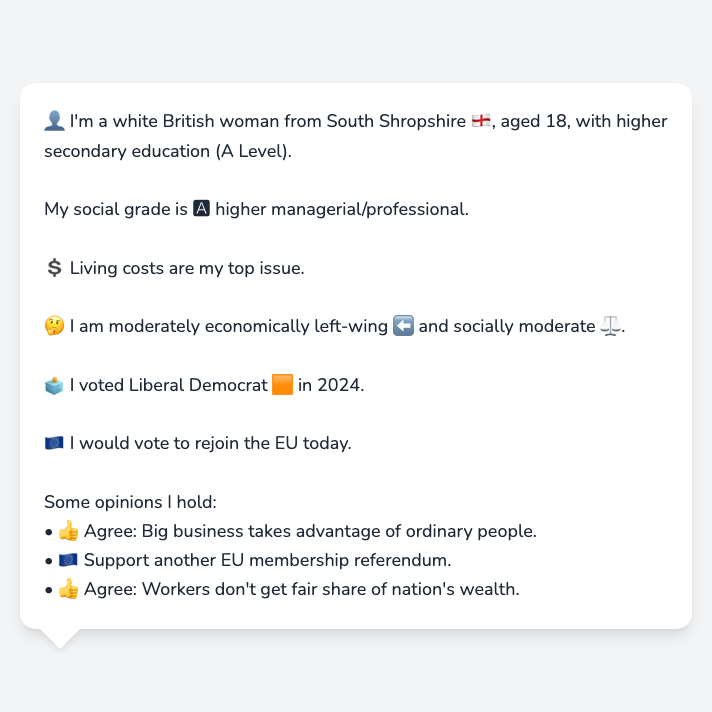 👤 I'm a white British woman from South Shropshire 🏴󠁧󠁢󠁥󠁮󠁧󠁿, aged 18, with higher
secondary education (A Level).
My social grade is 🅰 higher managerial/professional.
💲 Living costs are my top issue.
🤔 I am moderately economically left-wing ⬅️ and socially moderate ⚖️.
🗳️ I voted Liberal Democrat 🟧 in 2024.
🇪🇺 I would vote to rejoin the EU today.
Some opinions I hold:
• 👍 Agree: Big business takes advantage of ordinary people.
• 🇪🇺 Support another EU membership referendum.
• 👍 Agree: Workers don't get fair share of nation's wealth.